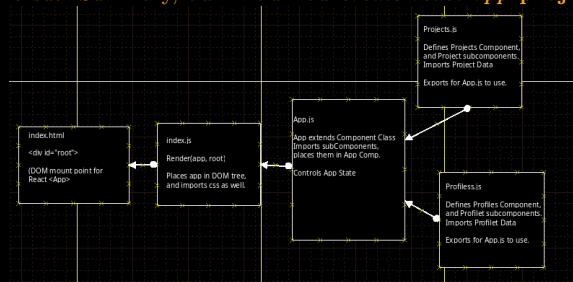 Projects.js
Defines Projects Component,
and Project subcomponents.
Imports Project Data
Exports for App.js to use.
App.js
App extends Component Class
Imports subComponents,
places them in App Comp.
Controls App State
index.html
<div id="root">
(DOM mount point for
React <App>
index.js
Render(app, root)
Places app in DOM tree,
and imports css as well.
Profiless.js
Defines Profiles Component,
and Profilet subcomponents.
Imports Profilet Data
Exports for App.js to use.